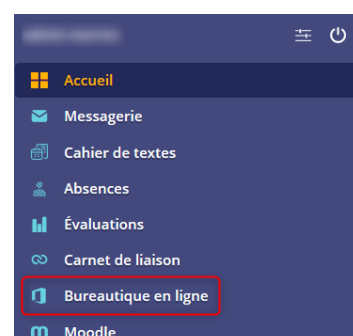 Accueil
Messagerie
Cahier de textes
Absences
Évaluations
Carnet de liaison
Bureautique en ligne
Moodle